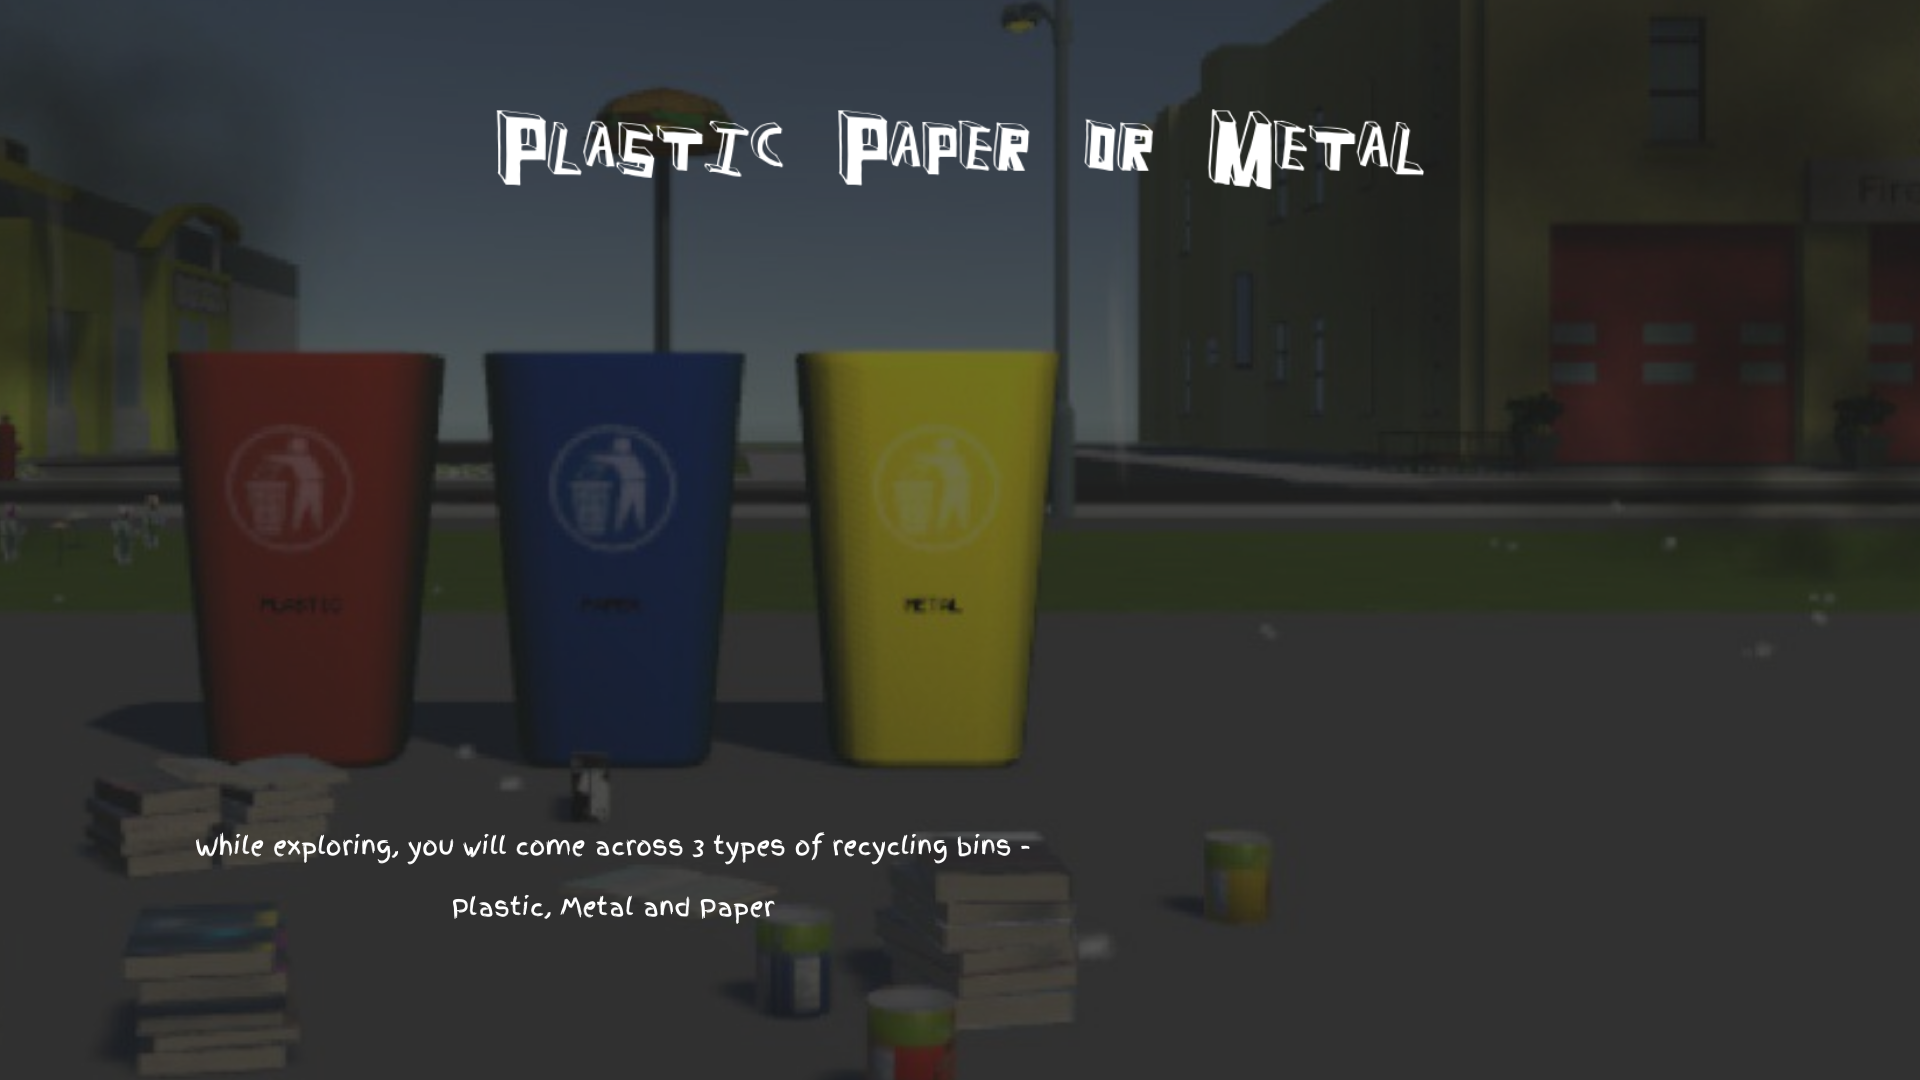 Plastic Paper or Metal
PLASTIC
PAPER
METAL
While exploring, you will come across 3 types of recycling bins -
Plastic, Metal and Paper